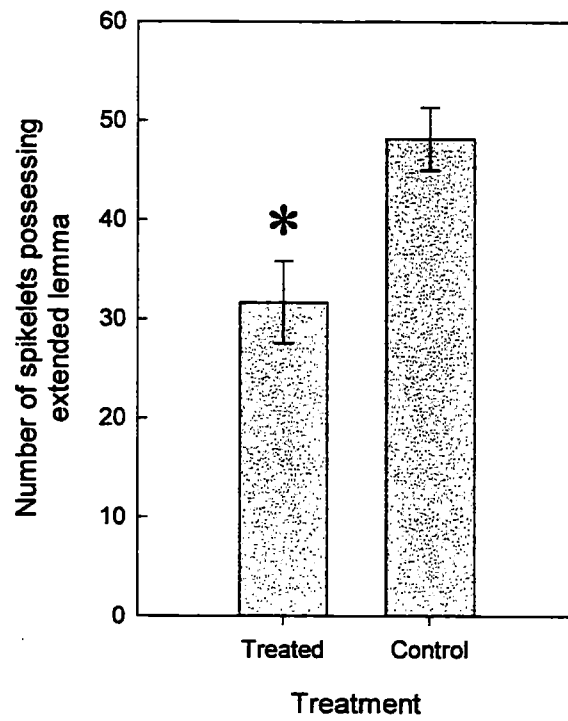 60
50
40
30
20
10
0
Number of spikelets possessing
extended lemma
*
Treated
Control
Treatment